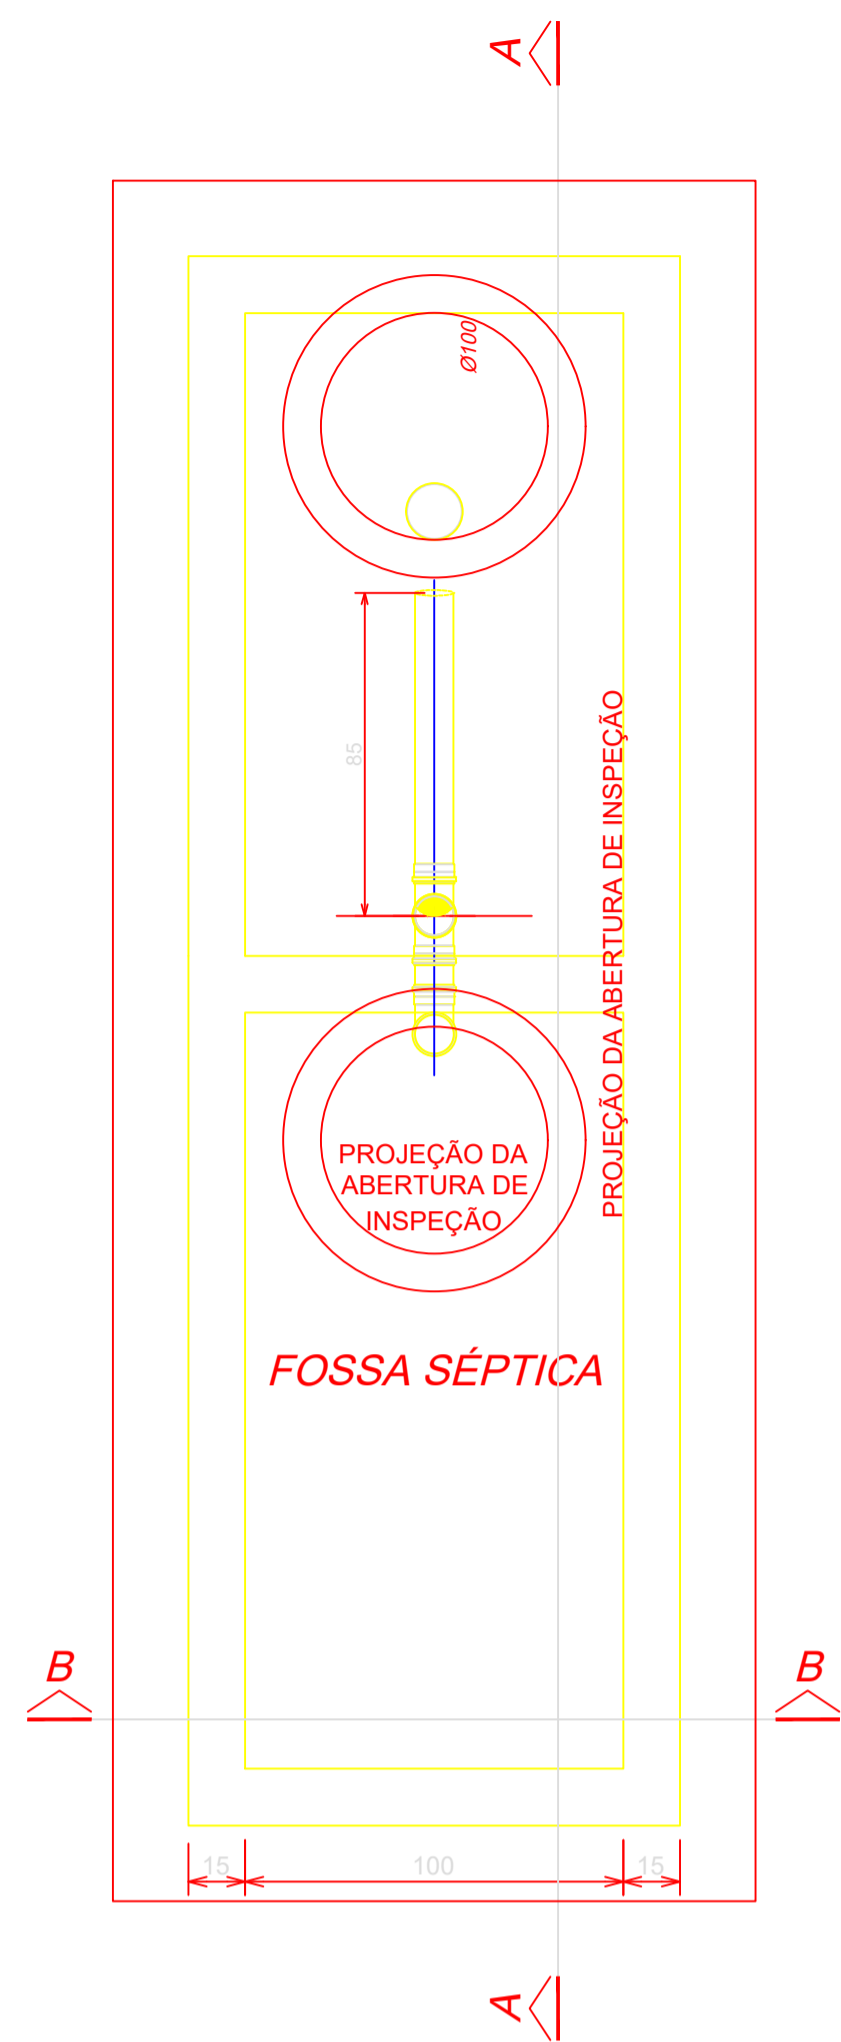 A
Ø100
85
PROJEÇÃO DA ABERTURA DE INSPEÇÃO
PROJEÇÃO DA
ABERTURA DE
INSPEÇÃO
FOSSA SÉPTICA
B
B
15
100
15
A